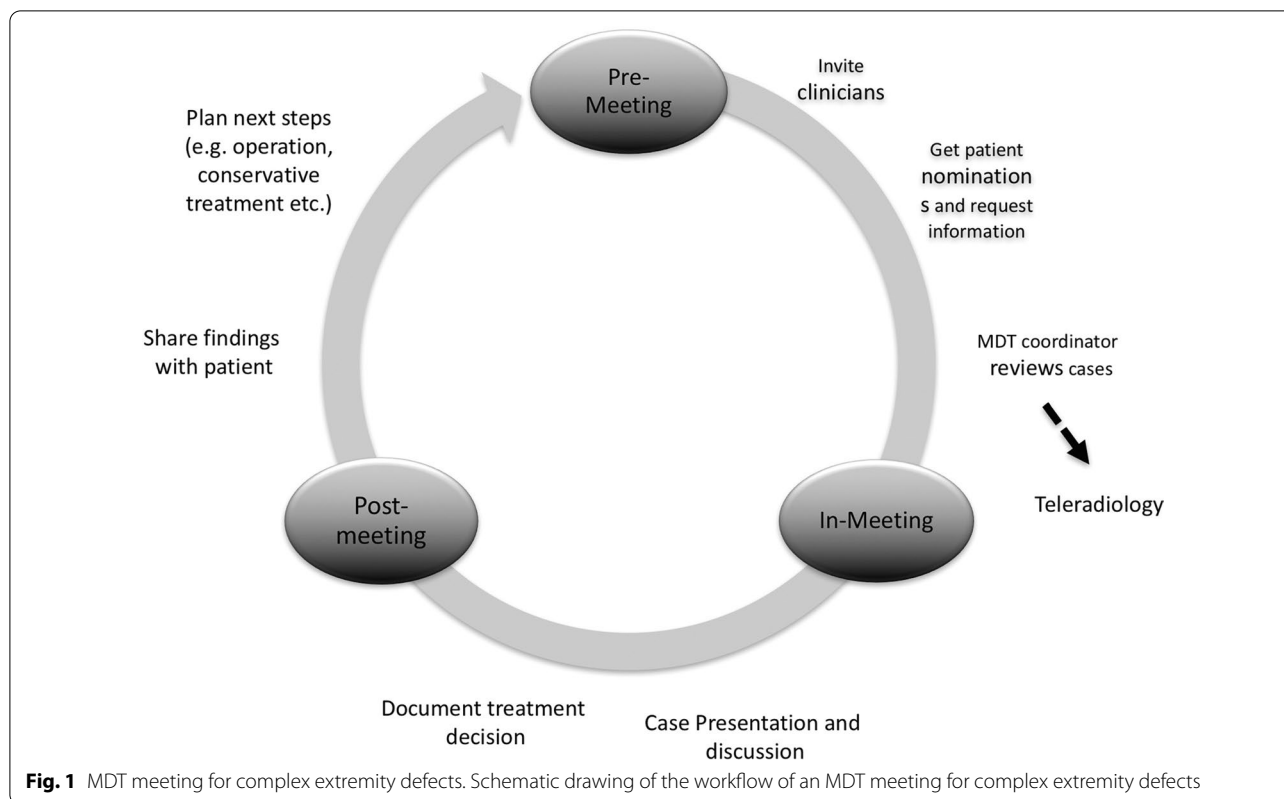 Pre-
Meeting
Invite
clinicians
Get patient
nomination
s and request
information
MDT coordinator
reviews cases
Teleradiology
In-Meeting
Case Presentation and
discussion
Document treatment
decision
Post-
meeting
Share findings
with patient
Plan next steps
(e.g. operation,
conservative
treatment etc.)
Fig. 1 MDT meeting for complex extremity defects. Schematic drawing of the workflow of an MDT meeting for complex extremity defects